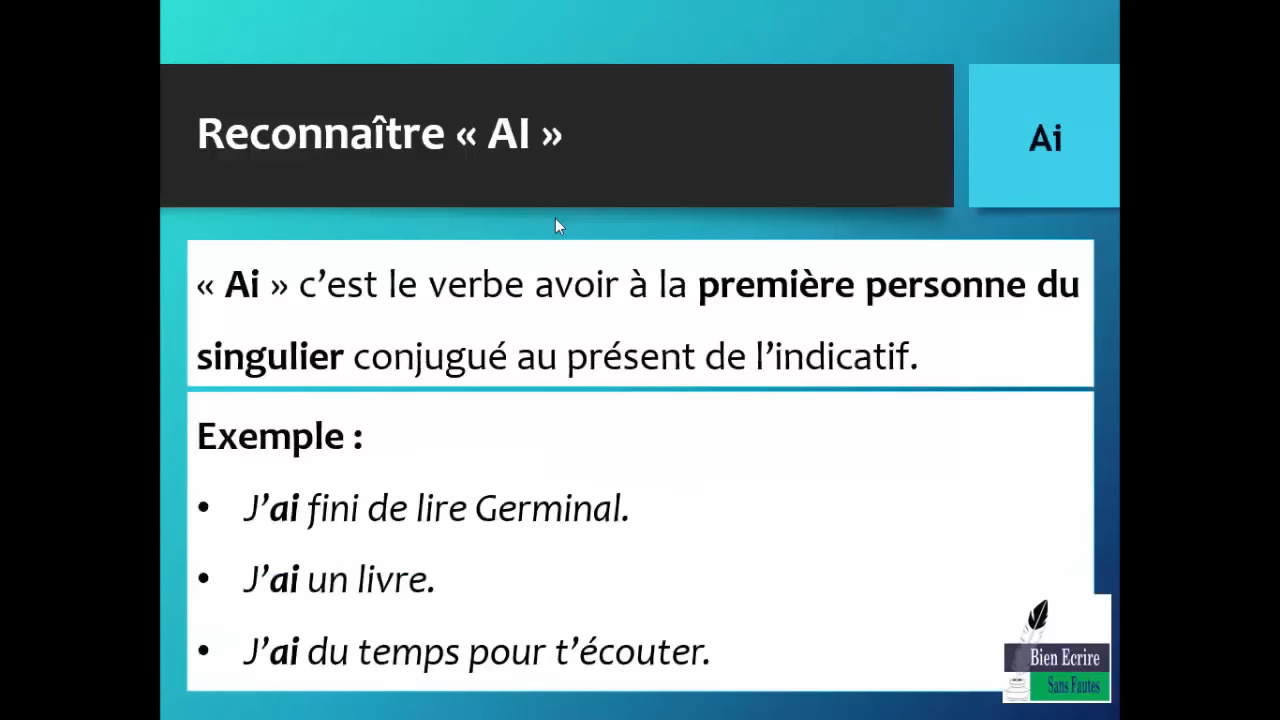 Reconnaître « AI »
Ai
« Ai » c’est le verbe avoir à la première personne du
singulier conjugué au présent de l’indicatif.
Exemple :
• J’ai fini de lire Germinal.
• J’ai un livre.
• J’ai du temps pour t’écouter.
Bien Ecrire
Sans Fautes